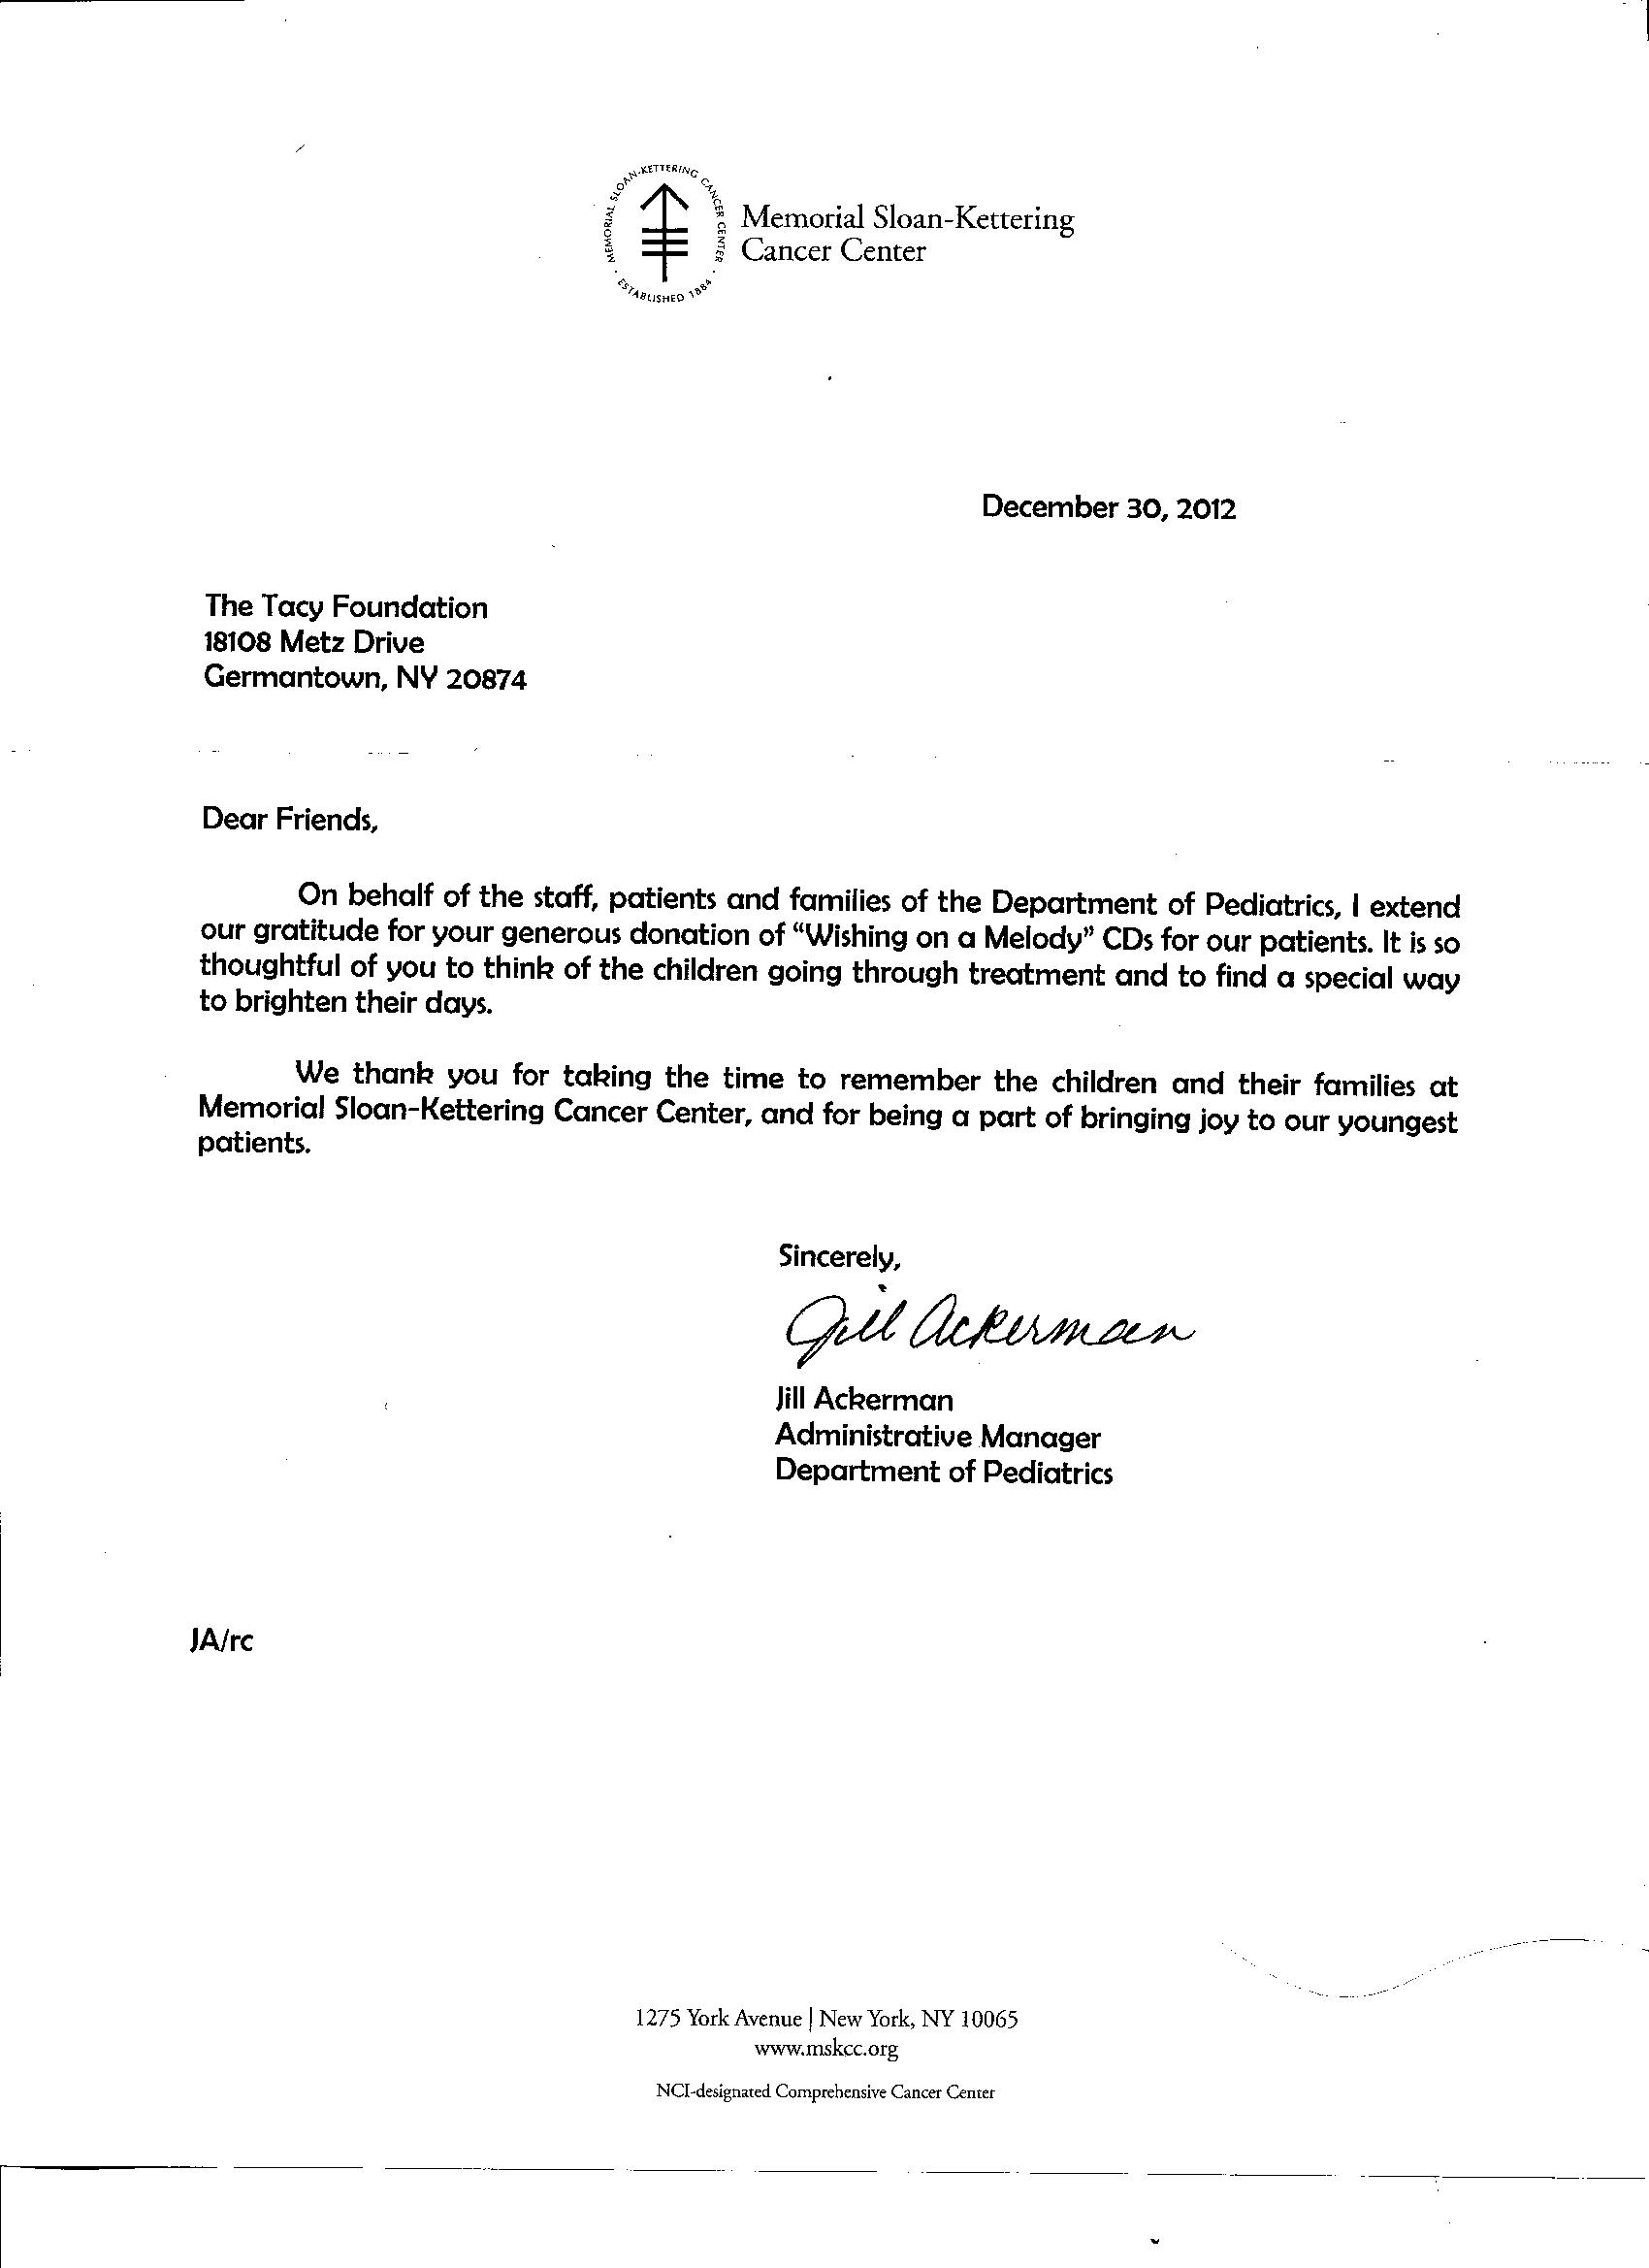 MEMORIAL SLOAN-KETTERING CANCER CENTER
· ESTABLISHED 1884 ·
Memorial Sloan-Kettering
Cancer Center
December 30, 2012
The Tacy Foundation
18108 Metz Drive
Germantown, NY 20874
Dear Friends,
On behalf of the staff, patients and families of the Department of Pediatrics, I extend
our gratitude for your generous donation of “Wishing on a Melody” CDs for our patients. It is so
thoughtful of you to think of the children going through treatment and to find a special way
to brighten their days.
We thank you for taking the time to remember the children and their families at
Memorial Sloan-Kettering Cancer Center, and for being a part of bringing joy to our youngest
patients.
Sincerely,
Jill Ackerman
Jill Ackerman
Administrative Manager
Department of Pediatrics
JA/rc
1275 York Avenue | New York, NY 10065
www.mskcc.org
NCI-designated Comprehensive Cancer Center